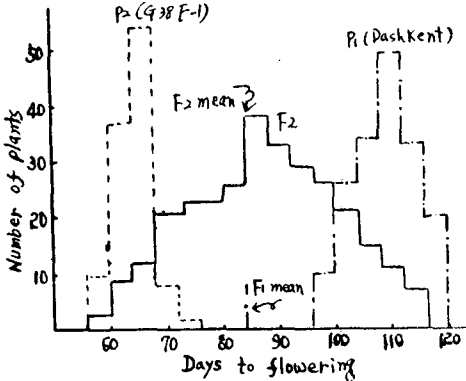 P2 (G38 E-1)
P1 (Dashkent)
F2 mean
F2
F1 mean
Number of plants
50
40
30
20
10
60
70
80
90
100
110
120
Days to flowering